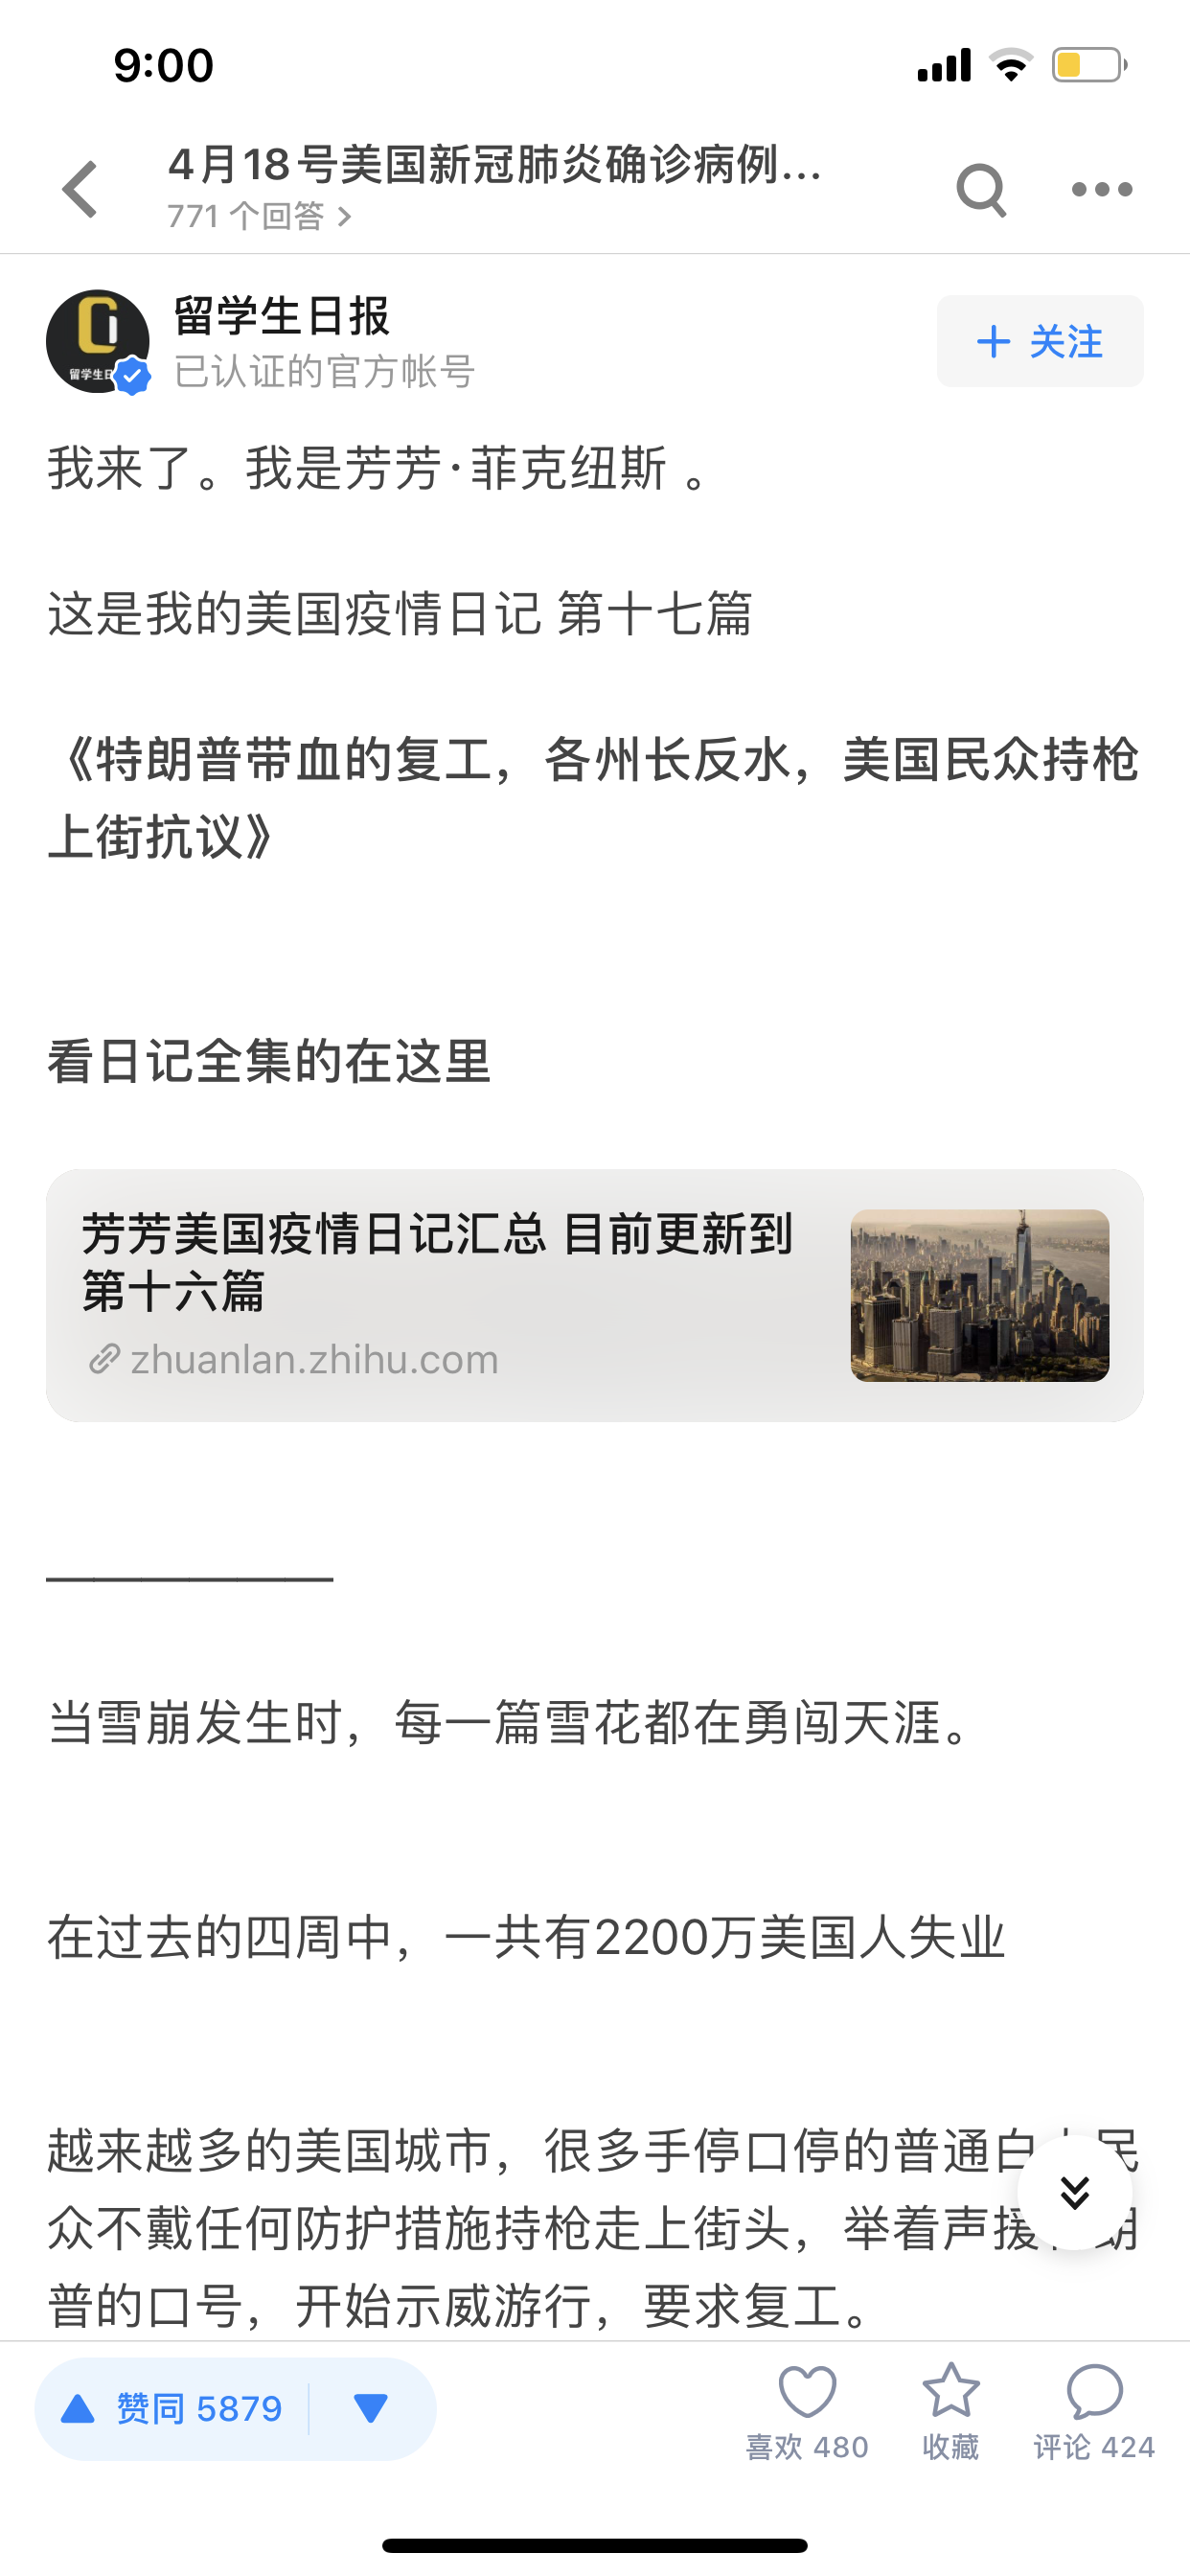 9:00
4月18号美国新冠肺炎确诊病例...
771 个回答 >
留学生日报
已认证的官方帐号
+ 关注
留学生日
我来了。我是芳芳·菲克纽斯 。
这是我的美国疫情日记 第十七篇
《特朗普带血的复工，各州长反水，美国民众持枪
上街抗议》
看日记全集的在这里
芳芳美国疫情日记汇总 目前更新到
第十六篇
zhuanlan.zhihu.com
——————
当雪崩发生时，每一篇雪花都在勇闯天涯。
在过去的四周中，一共有2200万美国人失业
越来越多的美国城市，很多手停口停的普通白民
众不戴任何防护措施持枪走上街头，举着声援朗
普的口号，开始示威游行，要求复工。
赞同 5879
喜欢 480
收藏
评论 424